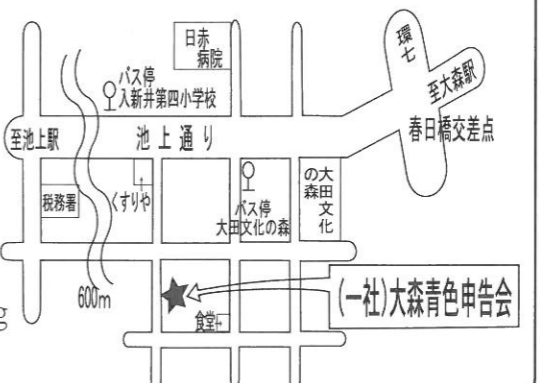 日赤
病院
環七
至大森駅
バス停
入新井第四小学校
至池上駅
池上通り
春日橋交差点
税務署
くすりや
バス停
大田文化の森
大田文化
の森
600m
(一社)大森青色申告会
食堂
g